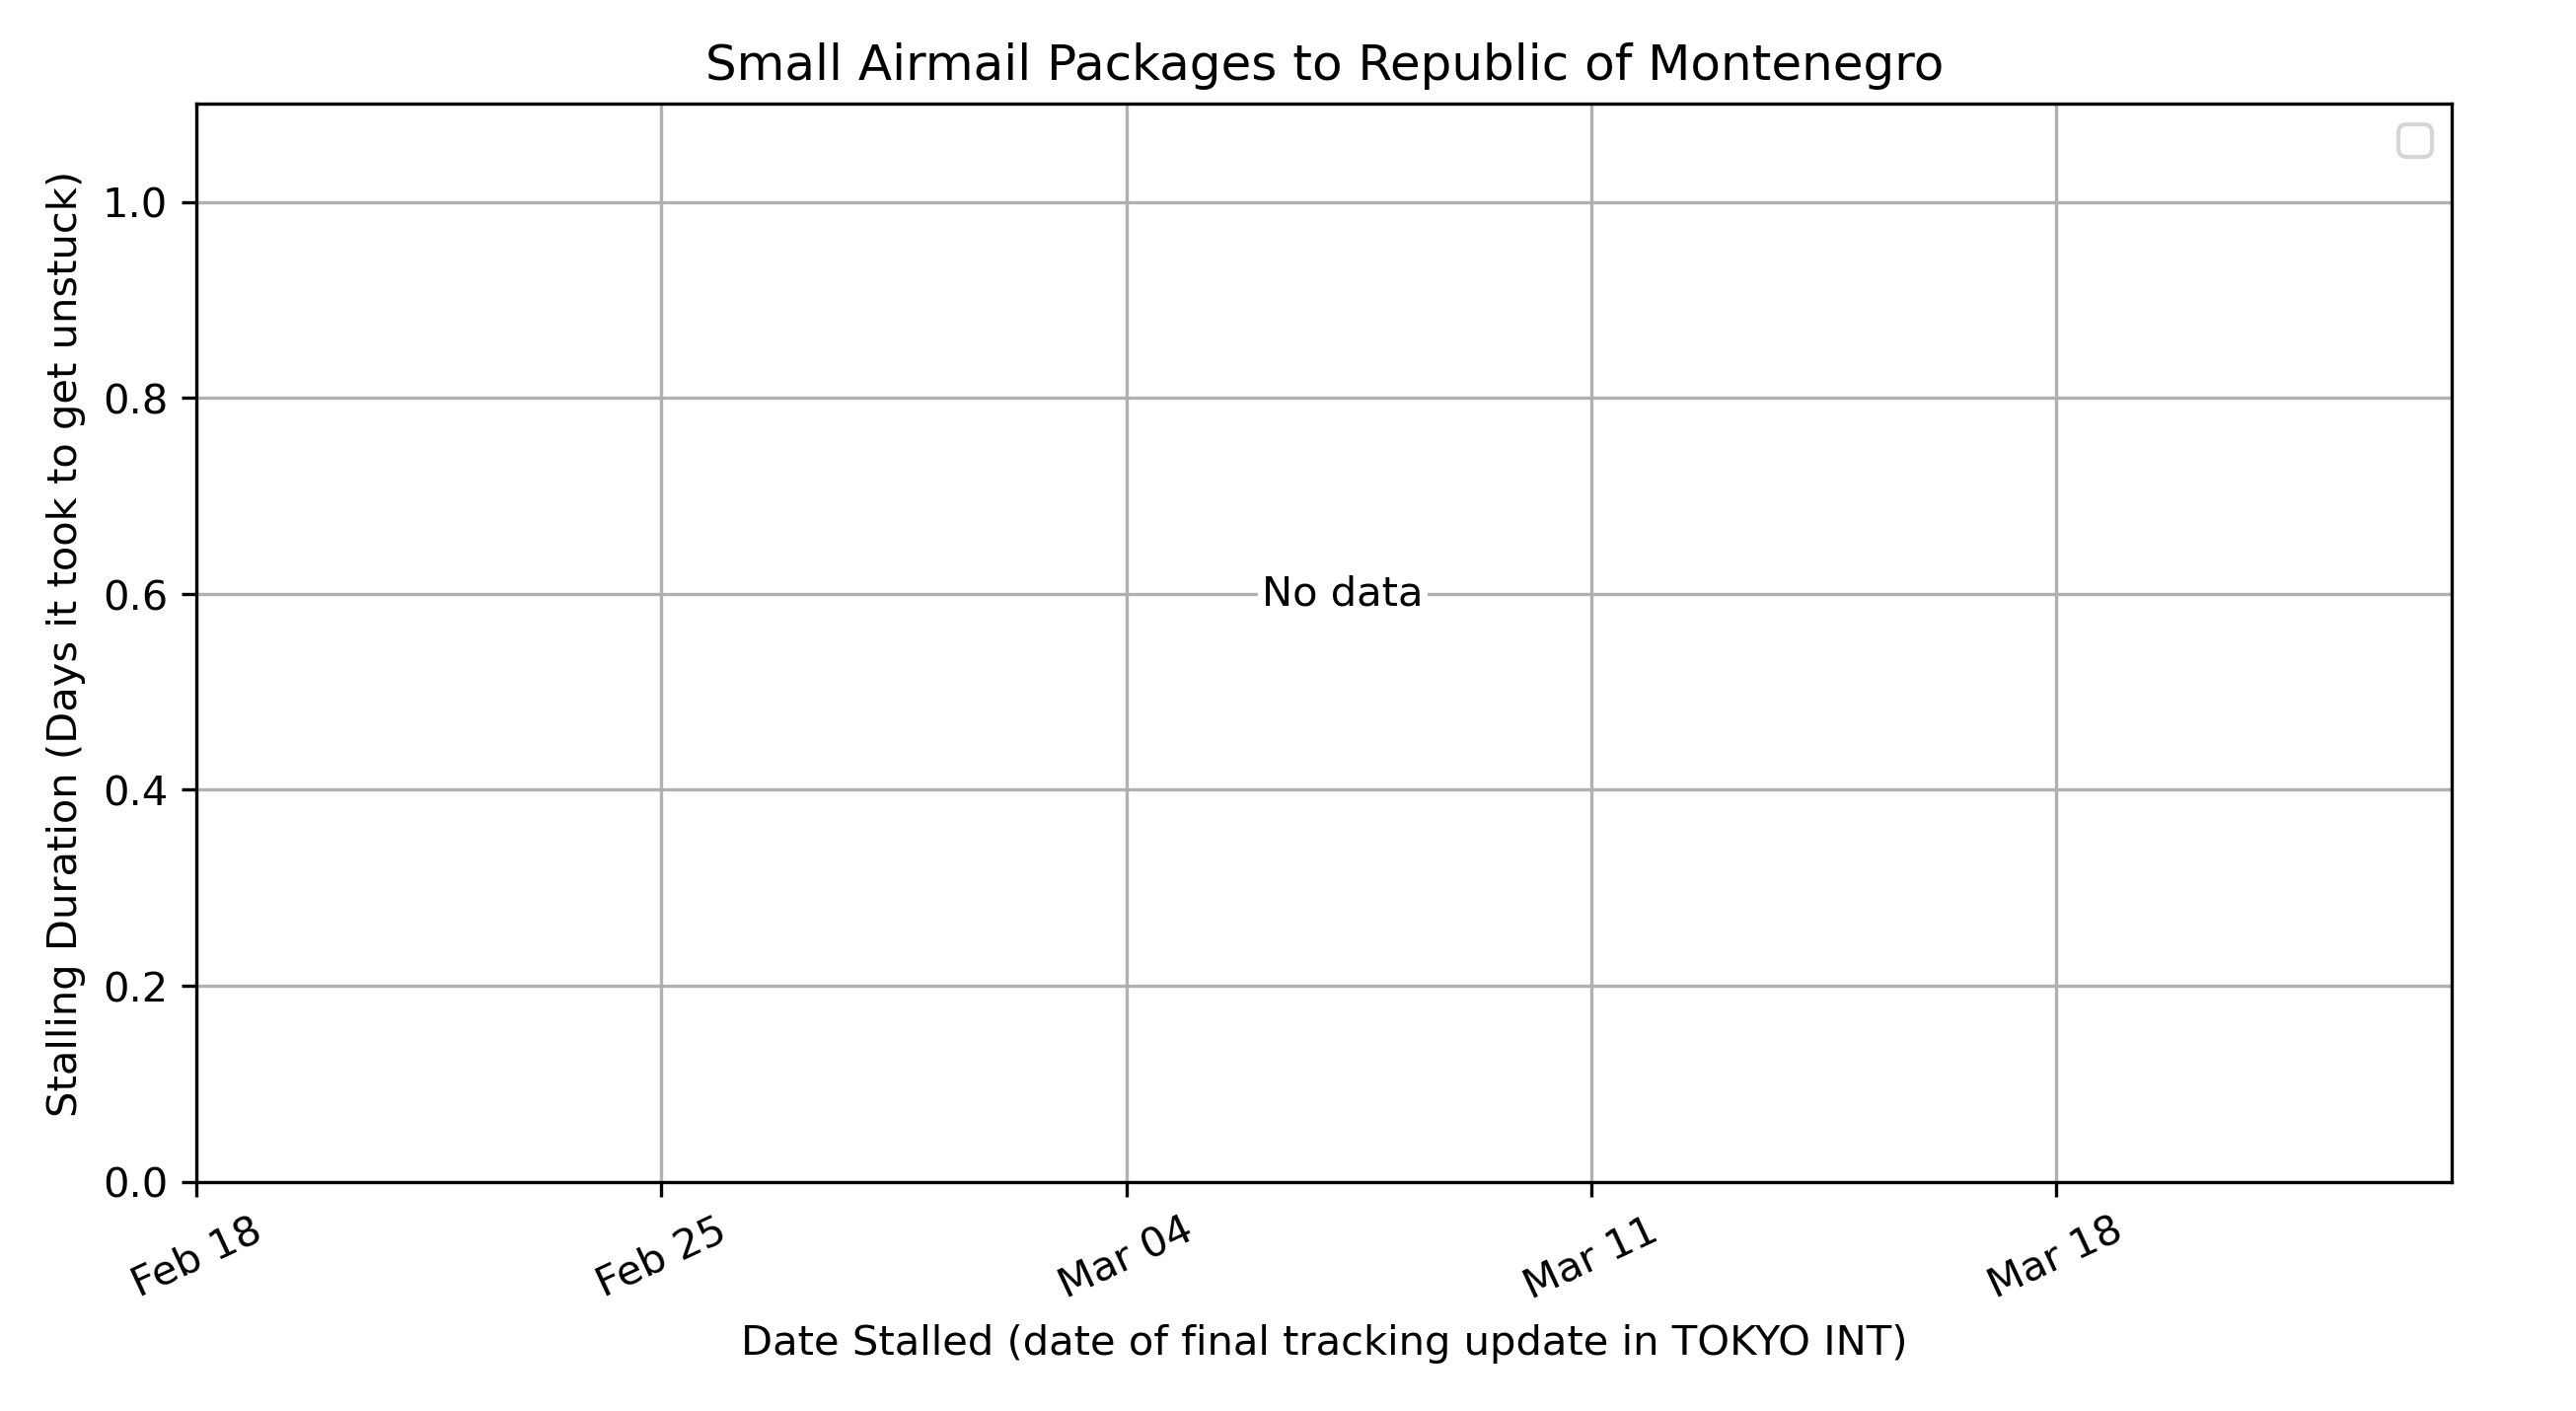 Small Airmail Packages to Republic of Montenegro
Stalling Duration (Days it took to get unstuck)
1.0
0.8
0.6
0.4
0.2
0.0
No data
Feb 18
Feb 25
Mar 04
Mar 11
Mar 18
Date Stalled (date of final tracking update in TOKYO INT)